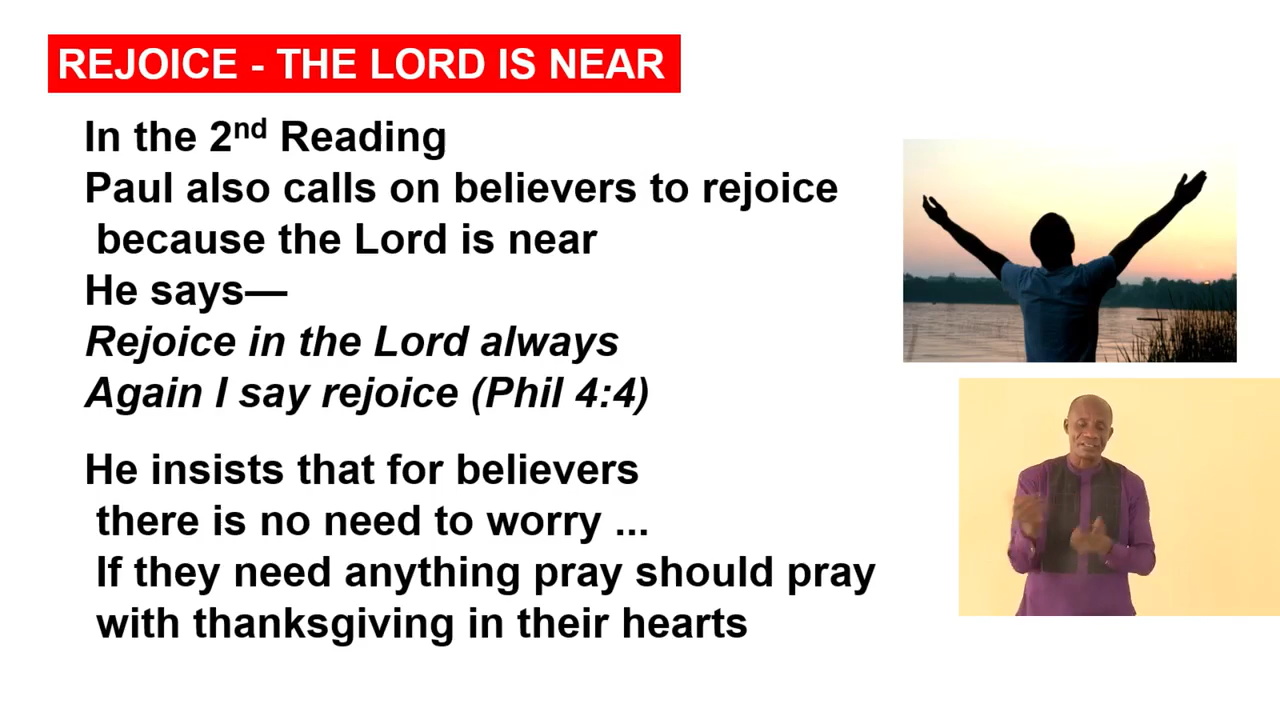 REJOICE - THE LORD IS NEAR
In the 2nd Reading
Paul also calls on believers to rejoice
because the Lord is near
He says—
Rejoice in the Lord always
Again I say rejoice (Phil 4:4)
He insists that for believers
there is no need to worry ...
If they need anything pray should pray
with thanksgiving in their hearts